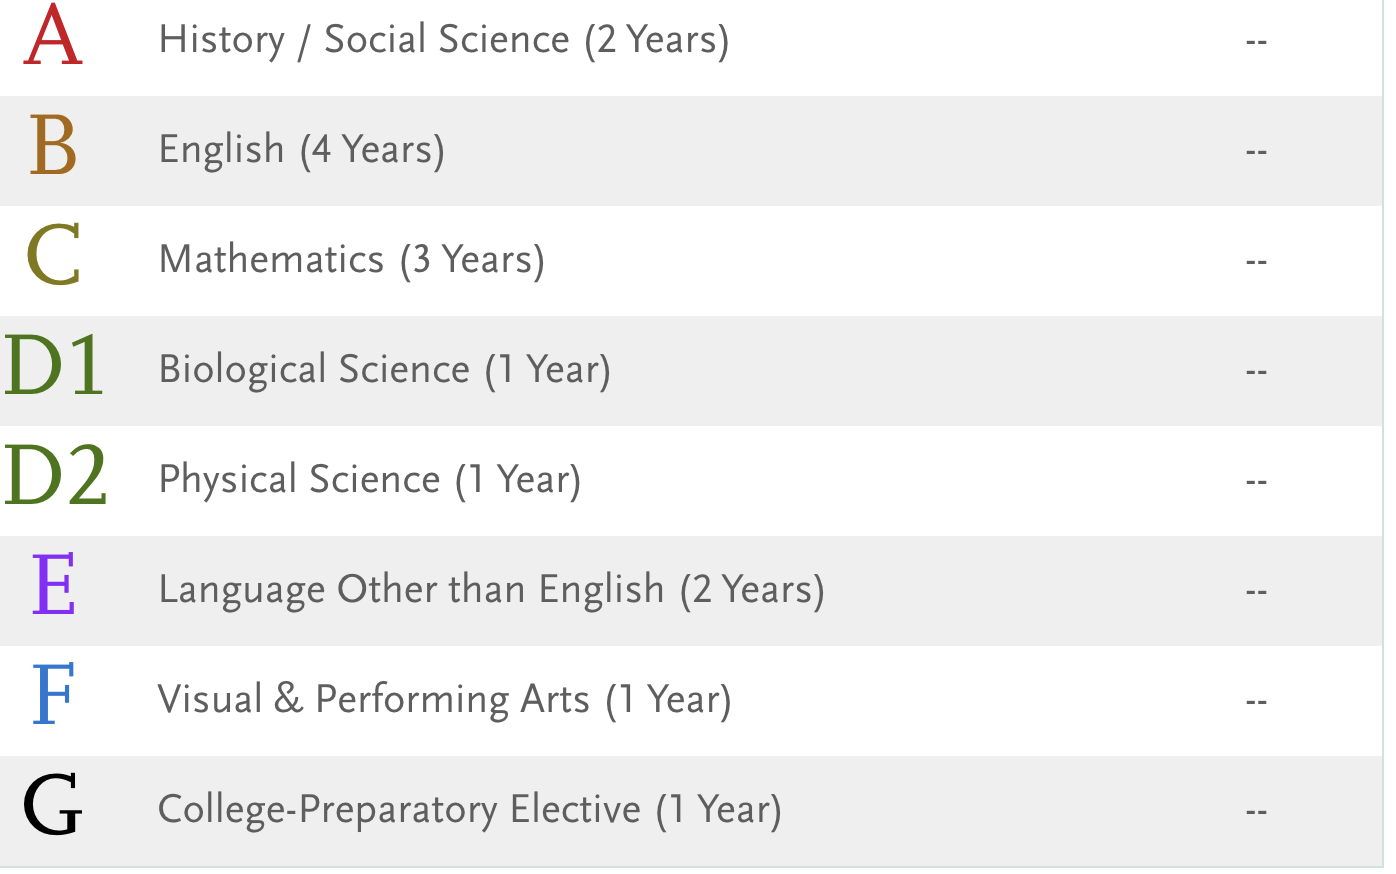 A History / Social Science (2 Years) --
B English (4 Years) --
C Mathematics (3 Years) --
D1 Biological Science (1 Year) --
D2 Physical Science (1 Year) --
E Language Other than English (2 Years) --
F Visual & Performing Arts (1 Year) --
G College-Preparatory Elective (1 Year) --